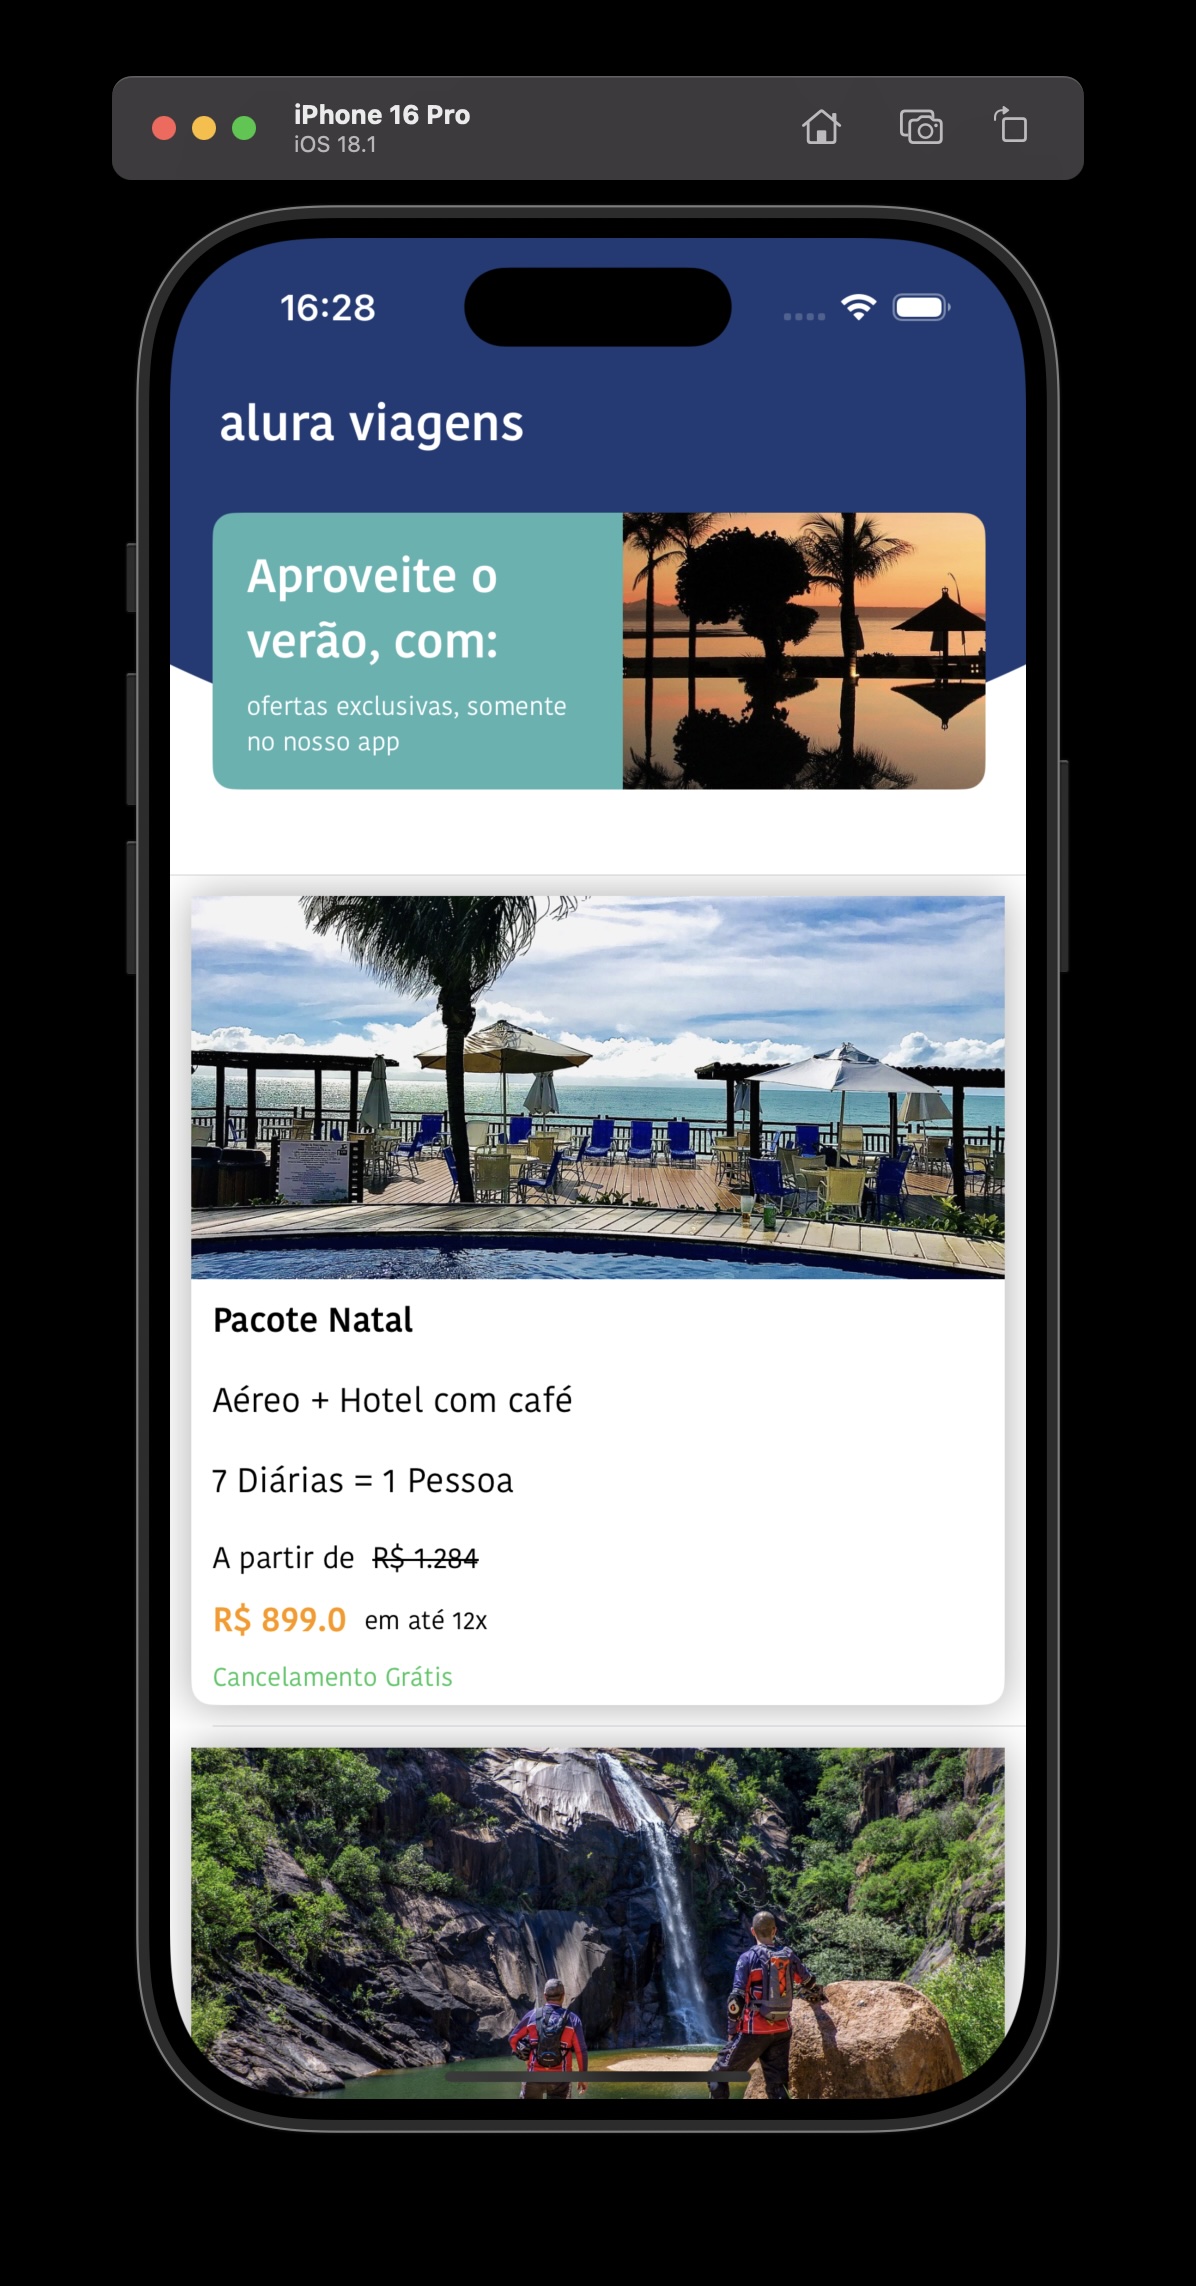 iPhone 16 Pro
iOS 18.1
16:28
alura viagens
Aproveite o
verão, com:
ofertas exclusivas, somente
no nosso app
Pacote Natal
Aéreo + Hotel com café
7 Diárias = 1 Pessoa
A partir de R$ 1.284
R$ 899.0 em até 12x
Cancelamento Grátis